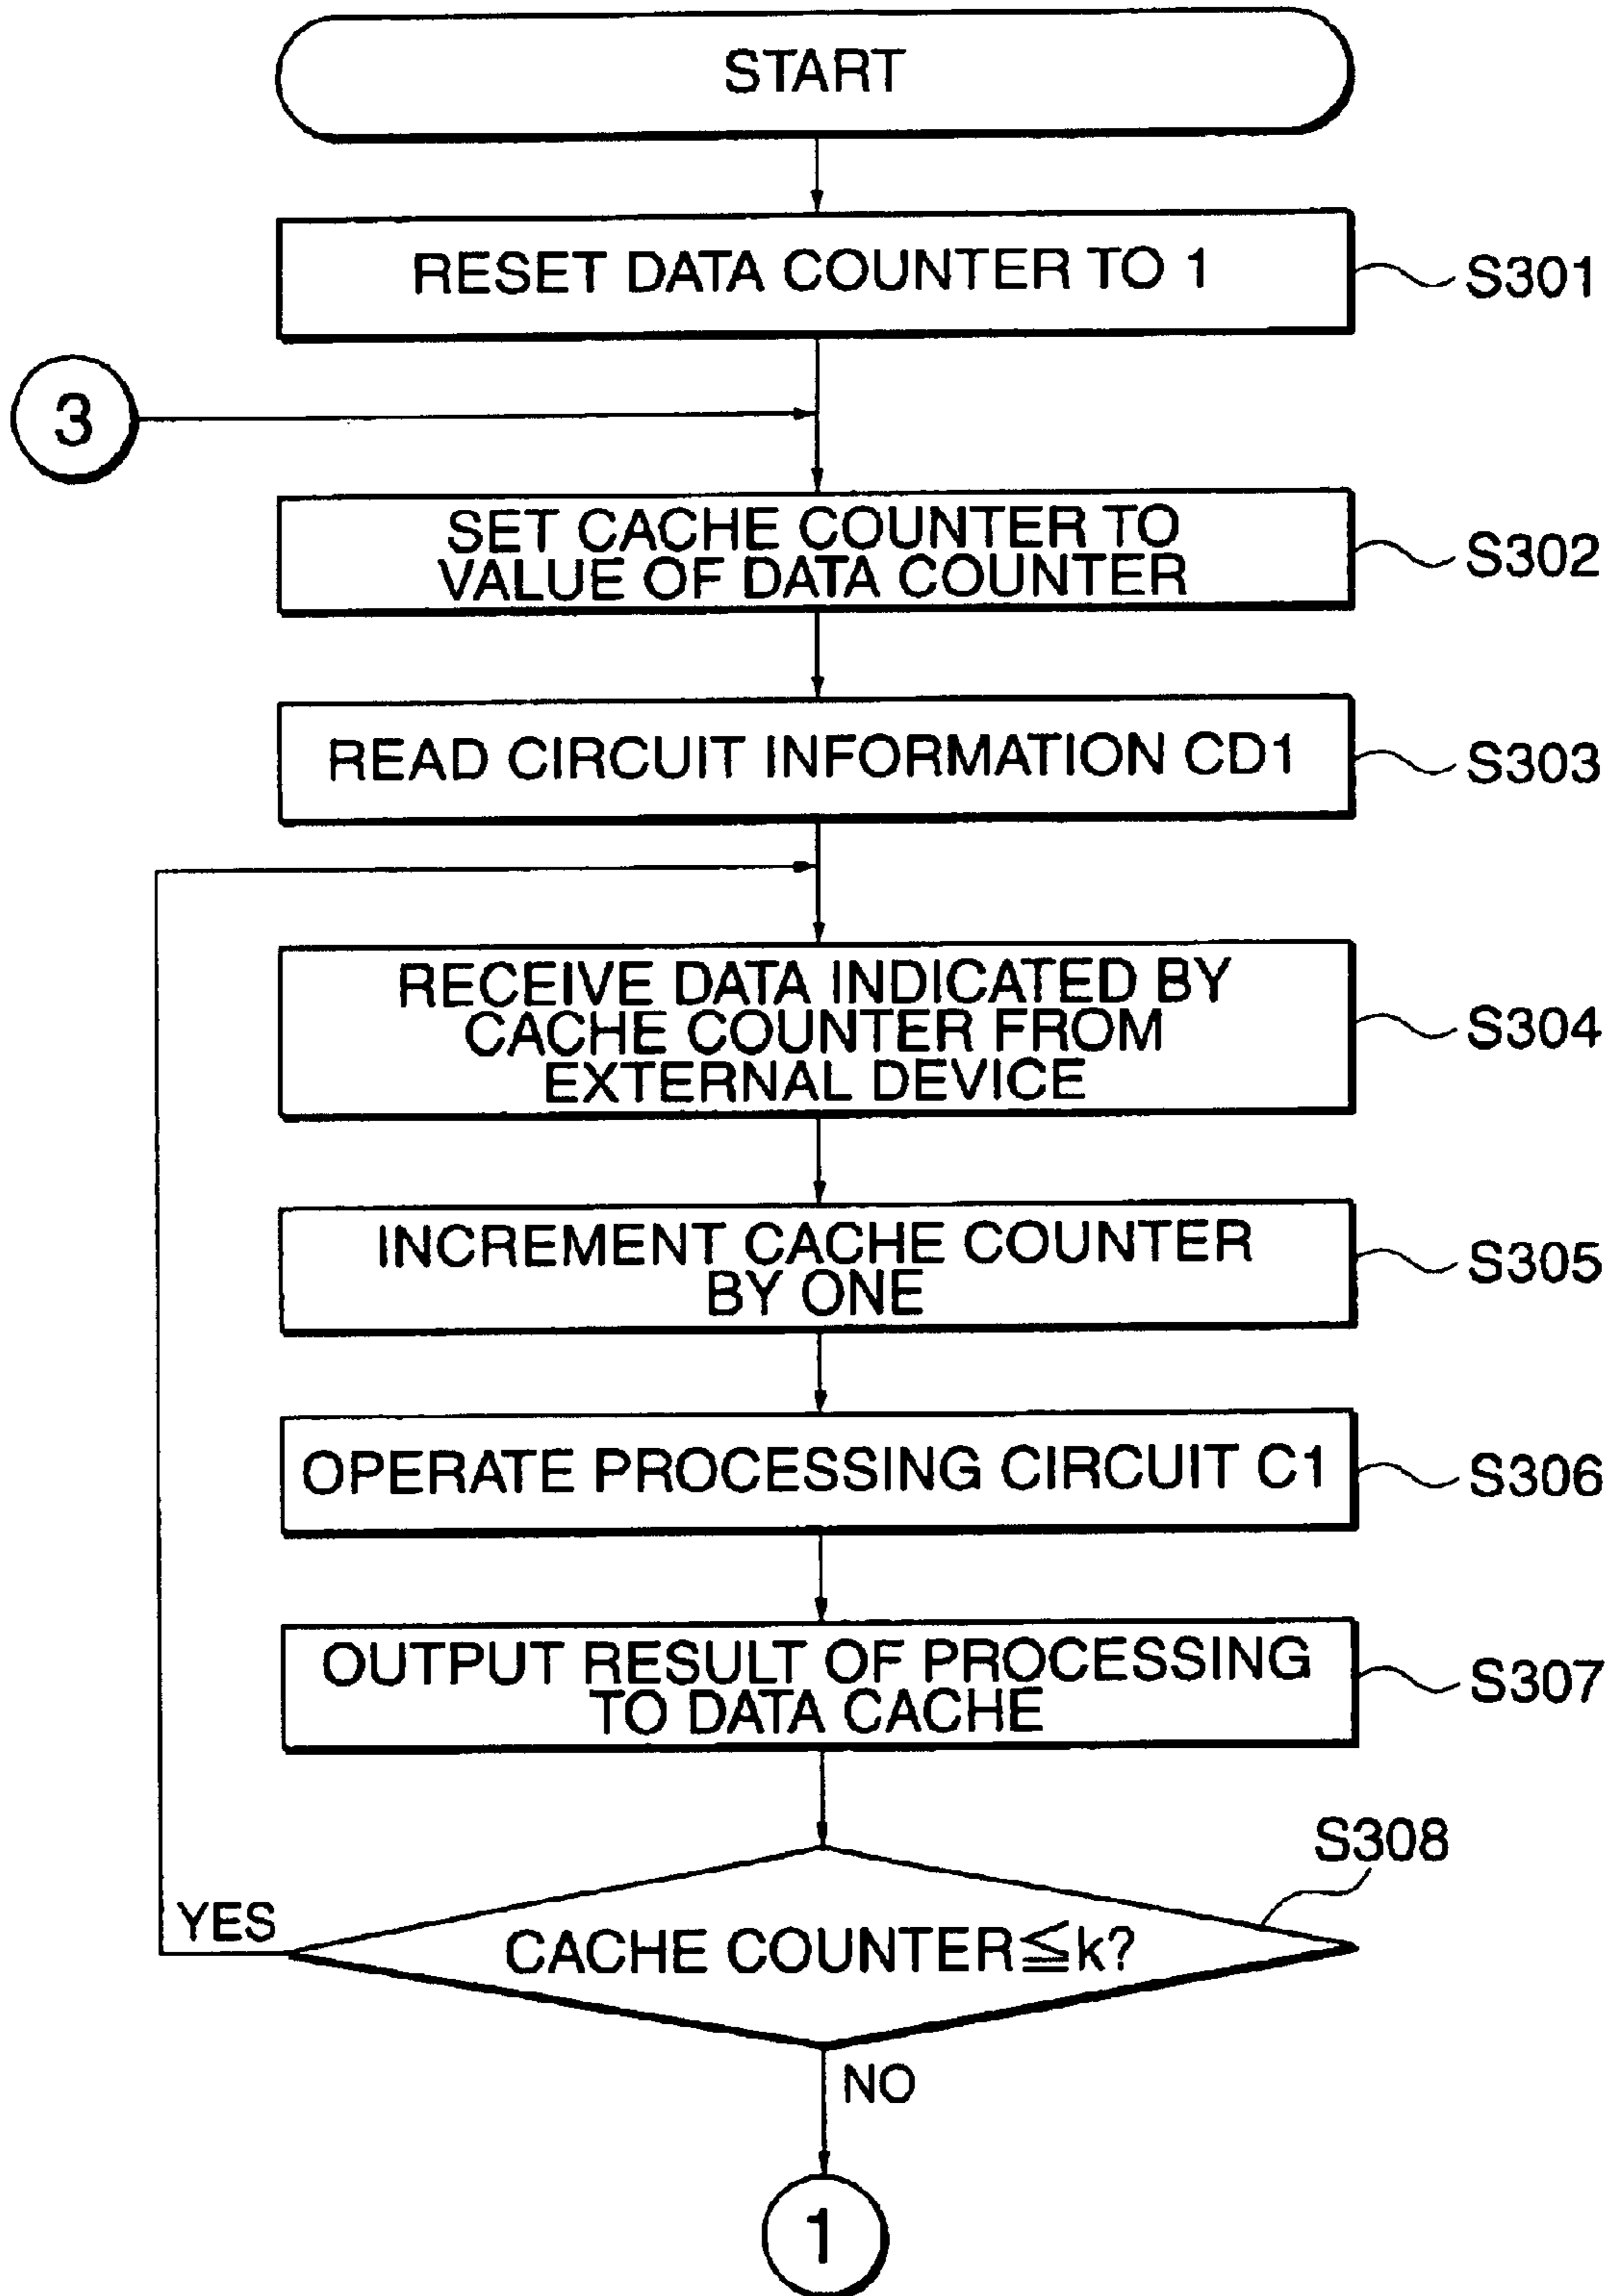 START
RESET DATA COUNTER TO 1
S301
3
SET CACHE COUNTER TO
VALUE OF DATA COUNTER
S302
READ CIRCUIT INFORMATION CD1
S303
RECEIVE DATA INDICATED BY
CACHE COUNTER FROM
EXTERNAL DEVICE
S304
INCREMENT CACHE COUNTER
BY ONE
S305
OPERATE PROCESSING CIRCUIT C1
S306
OUTPUT RESULT OF PROCESSING
TO DATA CACHE
S307
S308
YES
CACHE COUNTER≦k?
NO
1